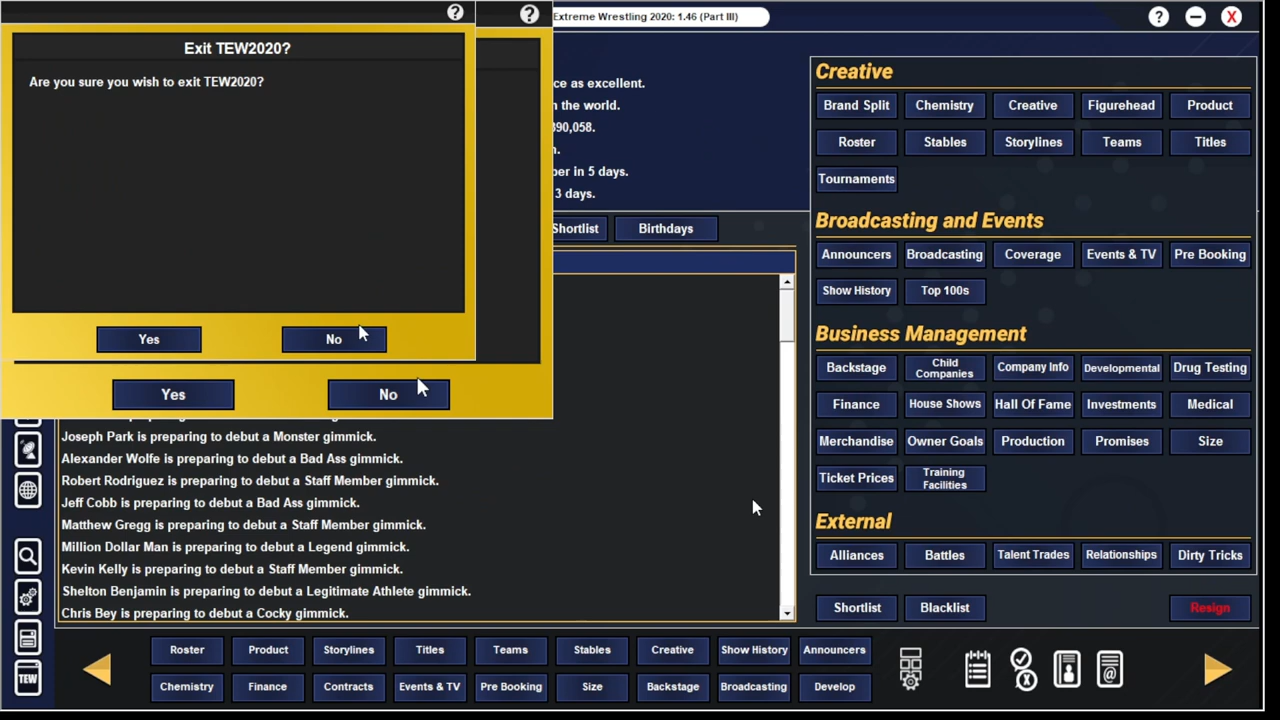 Extreme Wrestling 2020: 1.46 (Part III)
Exit TEW2020?
Are you sure you wish to exit TEW2020?
Yes
No
Yes
No
ce as excellent.
n the world.
390,058.
n.
ber in 5 days.
3 days.
Shortlist
Birthdays
Joseph Park is preparing to debut a Monster gimmick.
Alexander Wolfe is preparing to debut a Bad Ass gimmick.
Robert Rodriguez is preparing to debut a Staff Member gimmick.
Jeff Cobb is preparing to debut a Bad Ass gimmick.
Matthew Gregg is preparing to debut a Staff Member gimmick.
Million Dollar Man is preparing to debut a Legend gimmick.
Kevin Kelly is preparing to debut a Staff Member gimmick.
Shelton Benjamin is preparing to debut a Legitimate Athlete gimmick.
Chris Bey is preparing to debut a Cocky gimmick.
Creative
Brand Split Chemistry Creative Figurehead Product
Roster Stables Storylines Teams Titles
Tournaments
Broadcasting and Events
Announcers Broadcasting Coverage Events & TV Pre Booking
Show History Top 100s
Business Management
Backstage Child Companies Company Info Developmental Drug Testing
Finance House Shows Hall Of Fame Investments Medical
Merchandise Owner Goals Production Promises Size
Ticket Prices Training Facilities
External
Alliances Battles Talent Trades Relationships Dirty Tricks
Shortlist Blacklist Resign
TEW
Roster Product Storylines Titles Teams Stables Creative Show History Announcers
Chemistry Finance Contracts Events & TV Pre Booking Size Backstage Broadcasting Develop